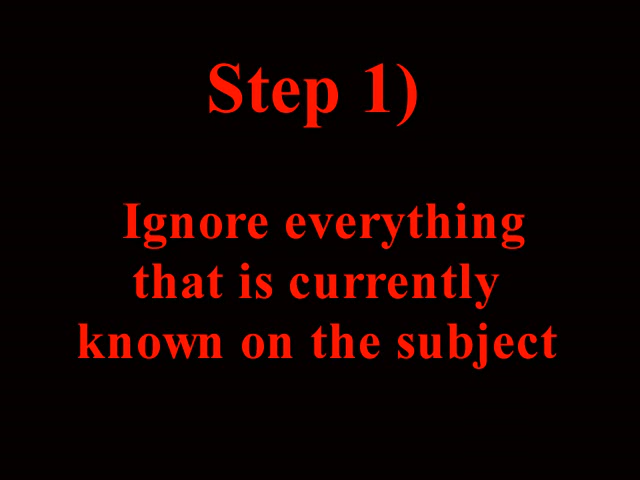 Step 1)
Ignore everything
that is currently
known on the subject